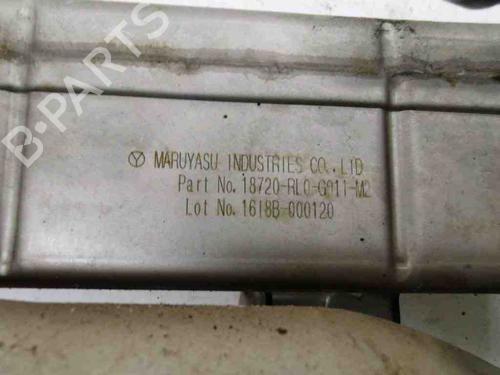 B-PARTS
MARUYASU INDUSTRIES CO.,LTD
Part No.18720-RL0-G011-M2
Lot No.1618B-000120